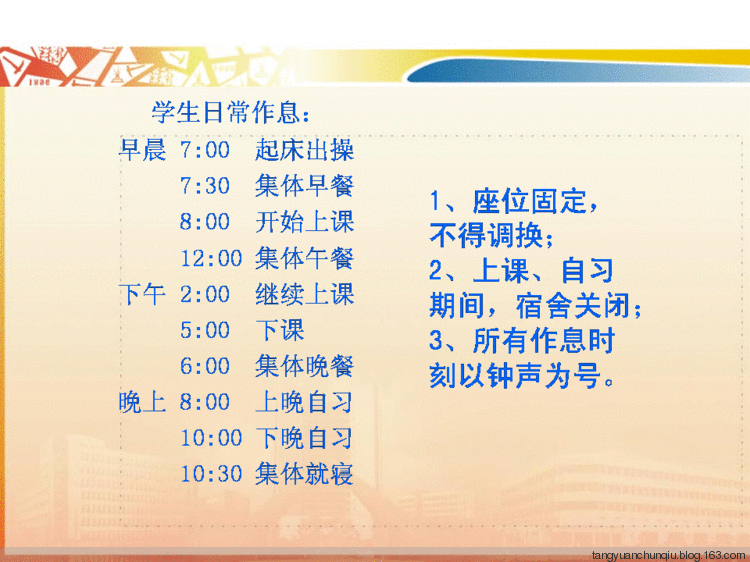 1896
学生日常作息：
早晨 7:00 起床出操
7:30 集体早餐
8:00 开始上课
12:00 集体午餐
下午 2:00 继续上课
5:00 下课
6:00 集体晚餐
晚上 8:00 上晚自习
10:00 下晚自习
10:30 集体就寝
1、座位固定，
不得调换；
2、上课、自习
期间，宿舍关闭；
3、所有作息时
刻以钟声为号。
tangyuanchunqiu.blog.163.com